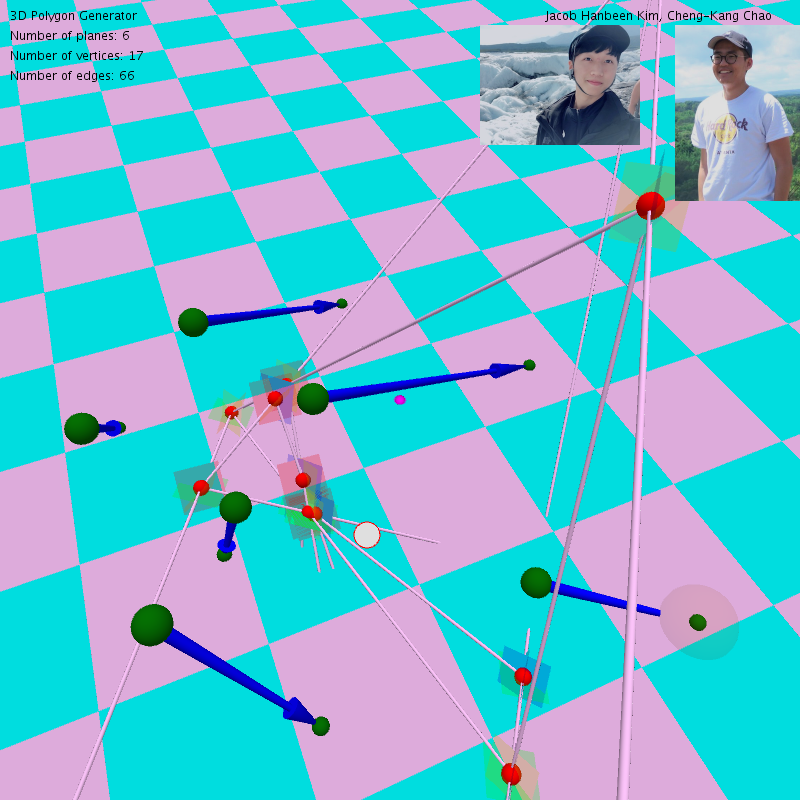 3D Polygon Generator
Jacob Hanbeen Kim, Cheng-Kang Chao
Number of planes: 6
Number of vertices: 17
Number of edges: 66